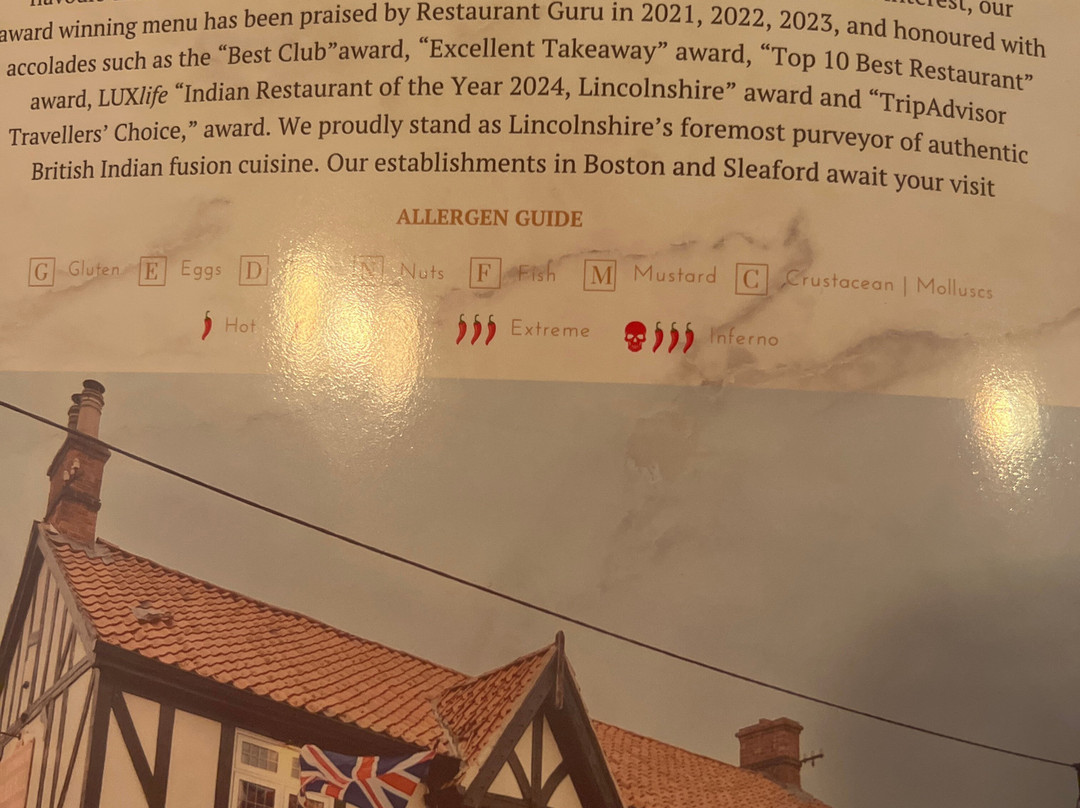 our
award winning menu has been praised by Restaurant Guru in 2021, 2022, 2023, and honoured with
accolades such as the “Best Club”award, “Excellent Takeaway” award, “Top 10 Best Restaurant”
award, LUXlife “Indian Restaurant of the Year 2024, Lincolnshire” award and “TripAdvisor
Travellers’ Choice,” award. We proudly stand as Lincolnshire’s foremost purveyor of authentic
British Indian fusion cuisine. Our establishments in Boston and Sleaford await your visit
ALLERGEN GUIDE
G Gluten E Eggs D N Nuts F Fish M Mustard C Crustacean | Molluscs
Hot Extreme Inferno